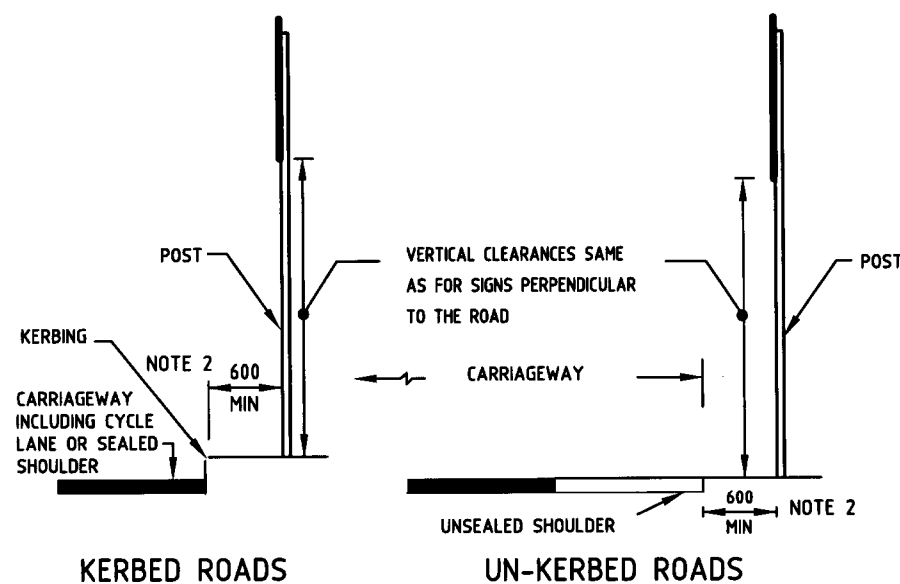 POST
VERTICAL CLEARANCES SAME
AS FOR SIGNS PERPENDICULAR
TO THE ROAD
POST
KERBING
NOTE 2
600
MIN
CARRIAGEWAY
CARRIAGEWAY
INCLUDING CYCLE
LANE OR SEALED
SHOULDER
UNSEALED SHOULDER
600
MIN
NOTE 2
KERBED ROADS
UN-KERBED ROADS